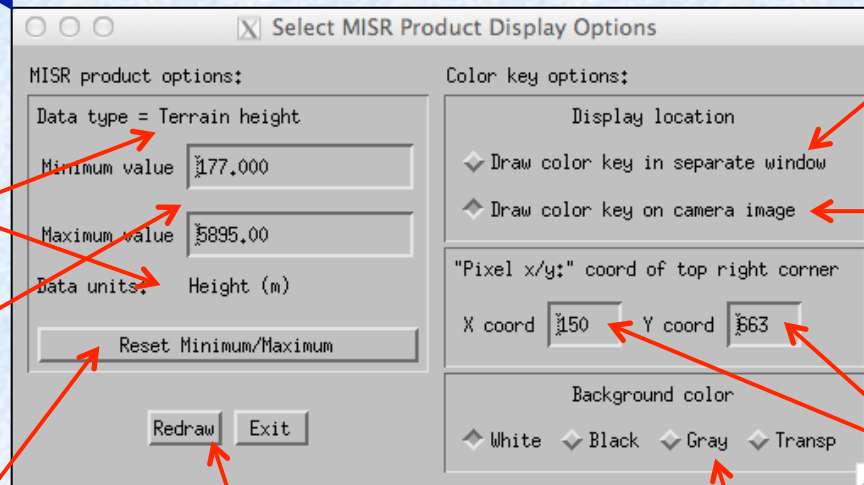 Select MISR Product Display Options
MISR product options:
Data type = Terrain height
Minimum value 177.000
Maximum value 5895.00
Data units: Height (m)
Reset Minimum/Maximum
Redraw Exit
Color key options:
Display location
Draw color key in separate window
Draw color key on camera image
"Pixel x/y:" coord of top right corner
X coord 150 Y coord 663
Background color
White Black Gray Transp